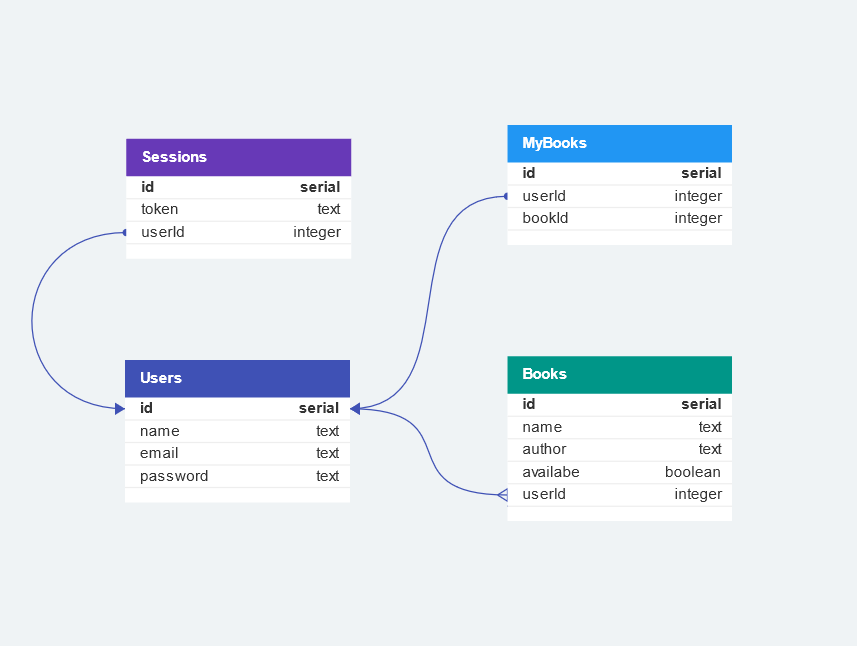 Sessions
id serial
token text
userId integer
MyBooks
id serial
userId integer
bookId integer
Users
id serial
name text
email text
password text
Books
id serial
name text
author text
availabe boolean
userId integer